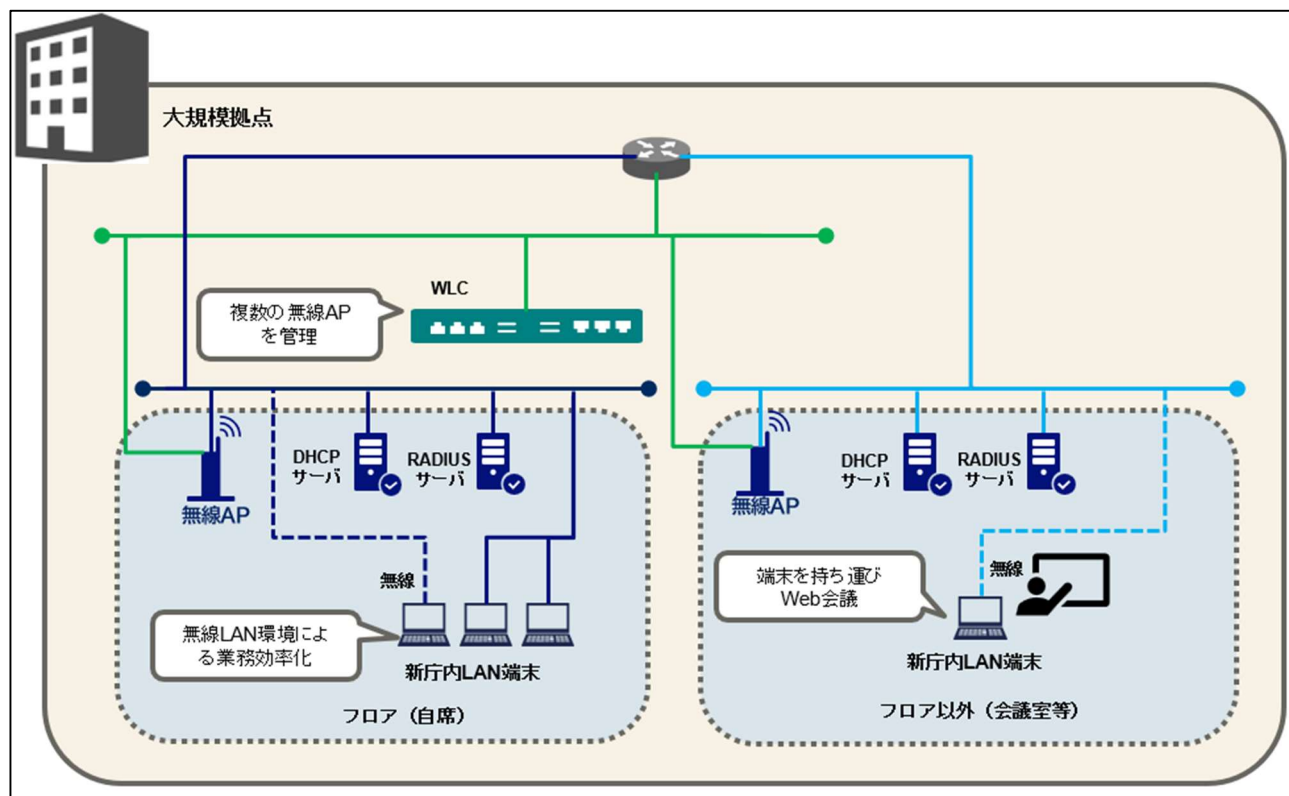 大規模拠点
WLC
複数の無線AP
を管理
DHCP
サーバ
RADIUS
サーバ
無線AP
無線
無線LAN環境によ
る業務効率化
新庁内LAN端末
フロア（自席）
DHCP
サーバ
RADIUS
サーバ
無線AP
端末を持ち運び
Web会議
無線
新庁内LAN端末
フロア以外（会議室等）